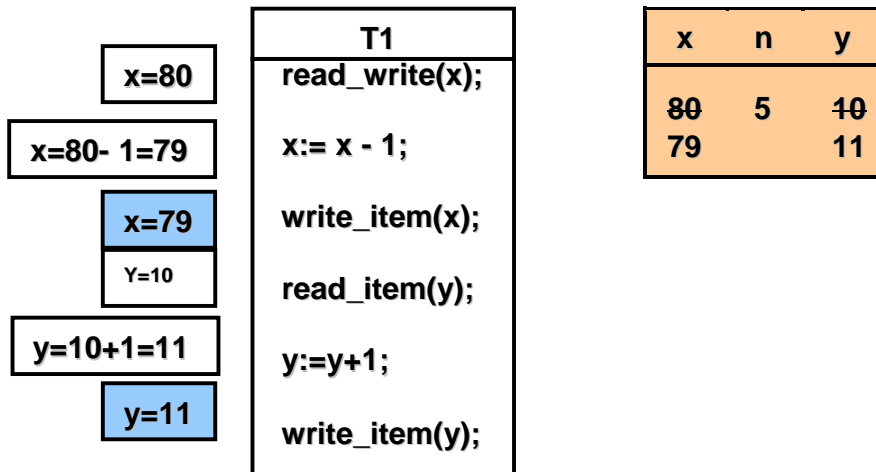 T1
x=80
read_write(x);
x=80- 1=79
x:= x - 1;
x=79
write_item(x);
Y=10
read_item(y);
y=10+1=11
y:=y+1;
y=11
write_item(y);
x n y
80 5 10
79 11